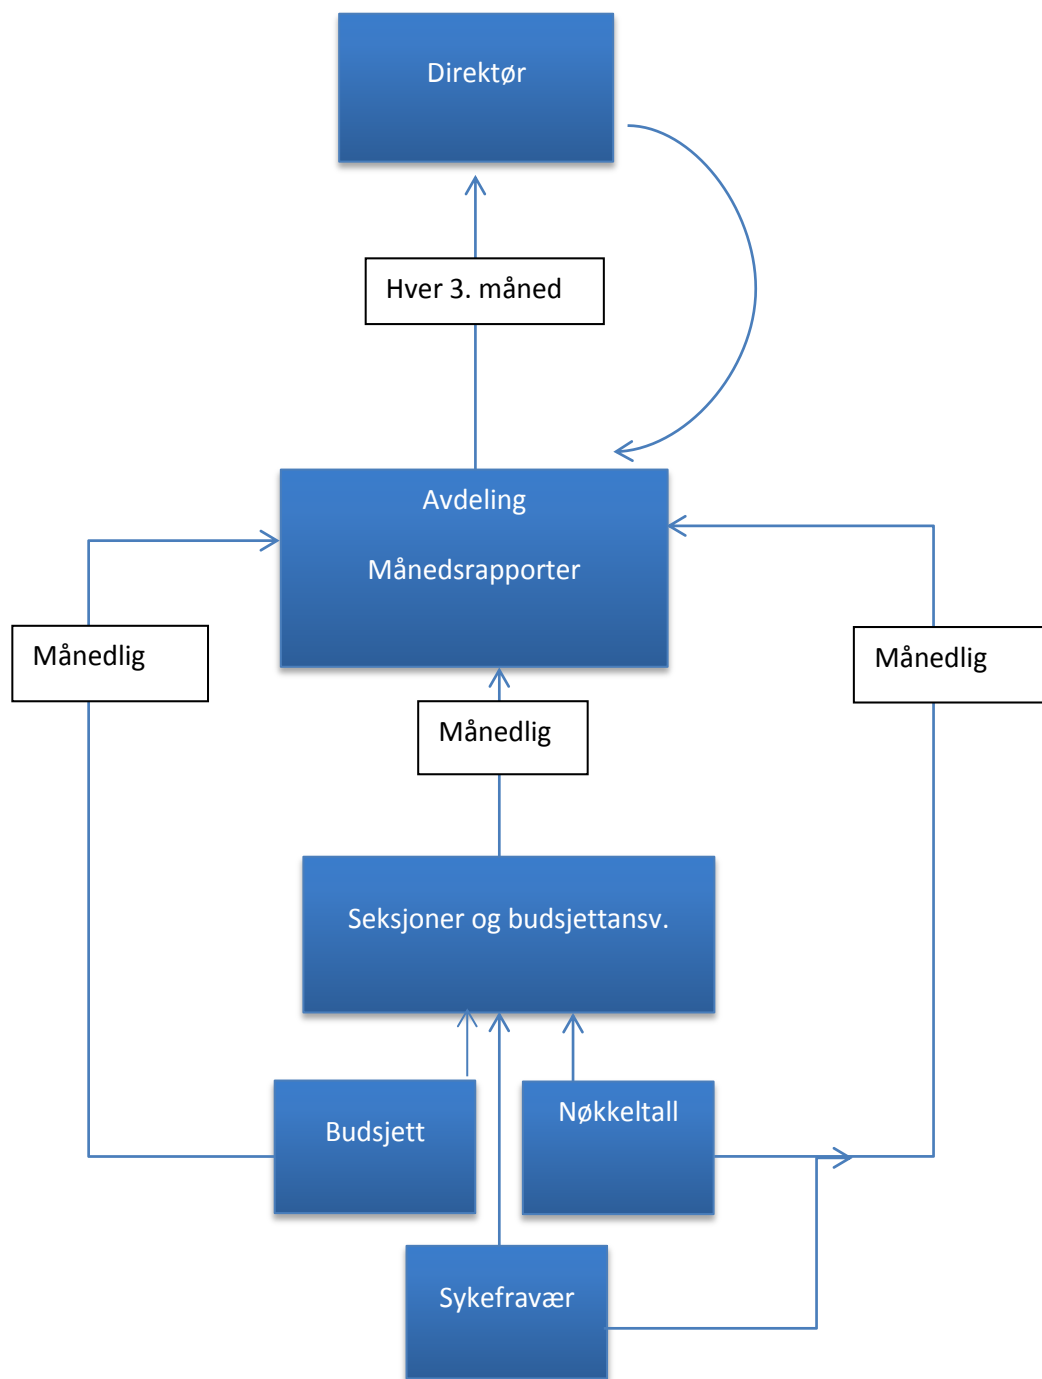 Direktør
Hver 3. måned
Avdeling
Månedsrapporter
Månedlig
Månedlig
Månedlig
Seksjoner og budsjettansv.
Budsjett
Nøkkeltall
Sykefravær